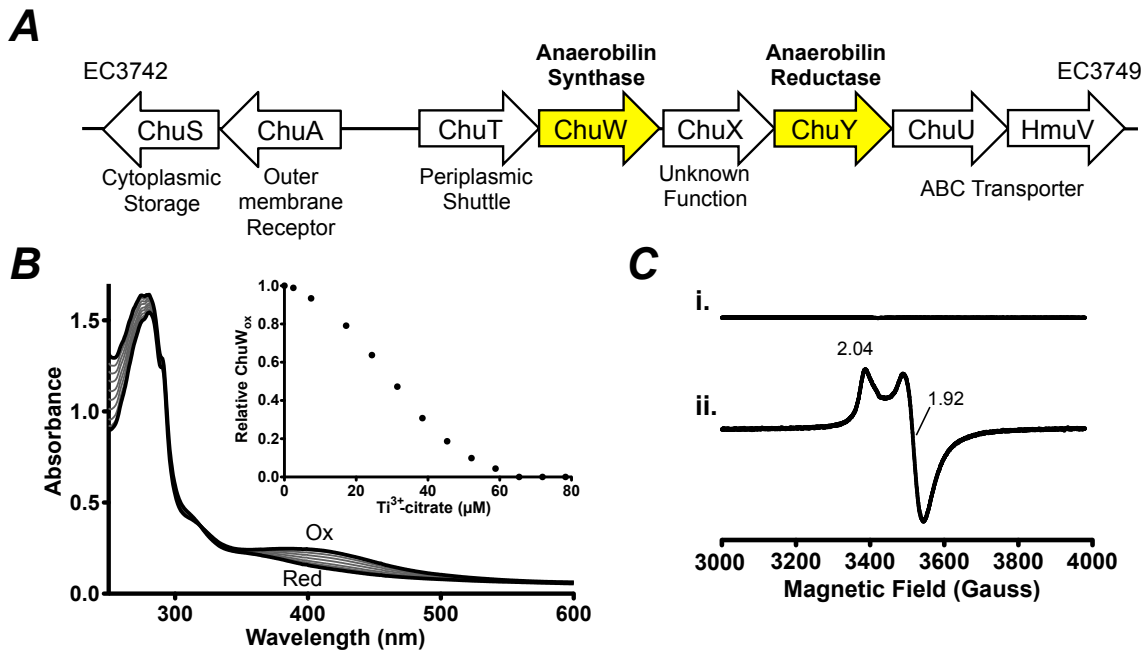 A
Anaerobilin
Synthase
Anaerobilin
Reductase
EC3742
EC3749
ChuS
ChuA
ChuT
ChuW
ChuX
ChuY
ChuU
HmuV
Cytoplasmic
Storage
Outer
membrane
Receptor
Periplasmic
Shuttle
Unknown
Function
ABC Transporter
B
Absorbance
1.5
1.0
0.5
0.0
300
400
500
600
Wavelength (nm)
Ox
Red
Relative ChuWox
1.0
0.8
0.6
0.4
0.2
0.0
0
20
40
60
80
Ti3+-citrate (µM)
C
i.
2.04
ii.
1.92
3000
3200
3400
3600
3800
4000
Magnetic Field (Gauss)